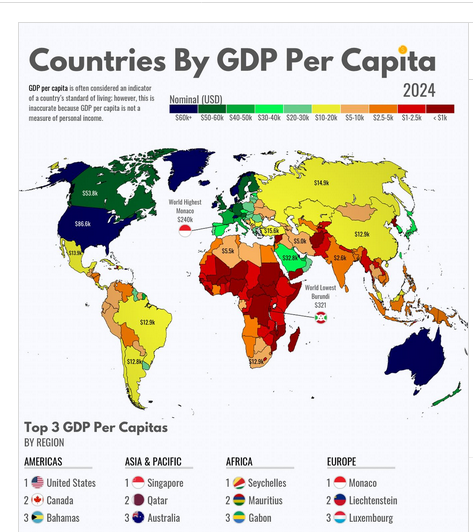 Countries By GDP Per Capita
2024
GDP per capita is often considered an indicator
of a country's standard of living; however, this is
inaccurate because GDP per capita is not a
measure of personal income.
Nominal (USD)
$60k+ $50-60k $40-50k $30-40k $20-30k $10-20k $5-10k $2.5-5k $1-2.5k < $1k
$53.8k
$14.9k
World Highest
Monaco
$240k
$86.6k
$15.6k
$12.9k
$5.0k
$5.5k
$32.8k
$2.6k
World Lowest
Burundi
$321
$12.9k
$12.8k
$12.9k
Top 3 GDP Per Capitas
BY REGION
AMERICAS ASIA & PACIFIC AFRICA EUROPE
1 United States 1 Singapore 1 Seychelles 1 Monaco
2 Canada 2 Qatar 2 Mauritius 2 Liechtenstein
3 Bahamas 3 Australia 3 Gabon 3 Luxembourg